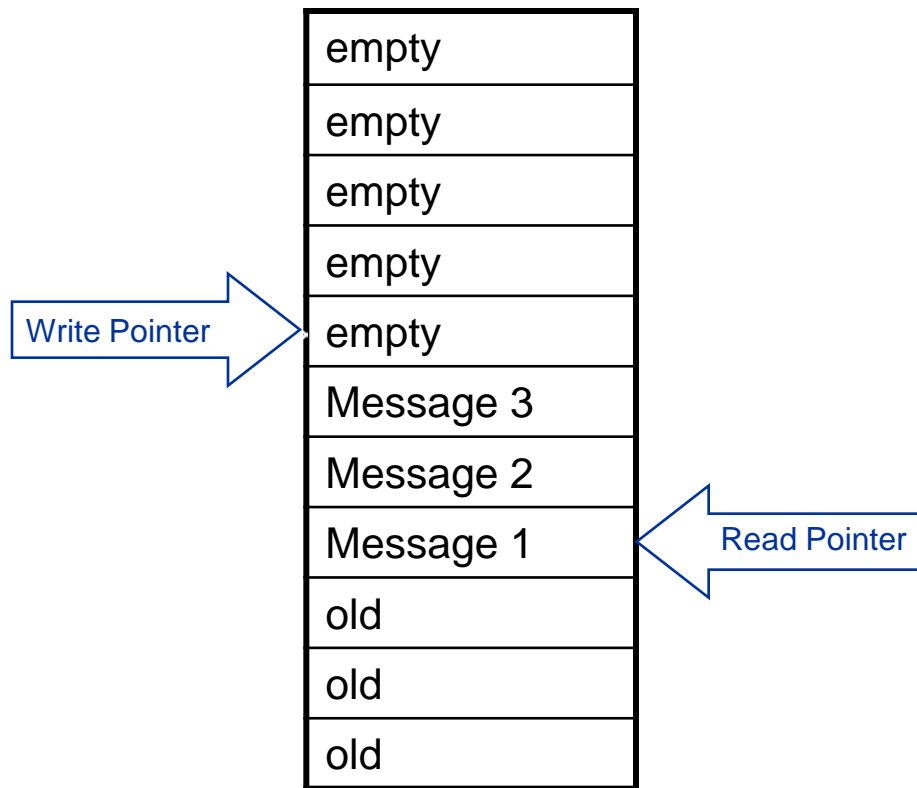 empty
empty
empty
empty
Write Pointer
empty
Message 3
Message 2
Message 1
Read Pointer
old
old
old